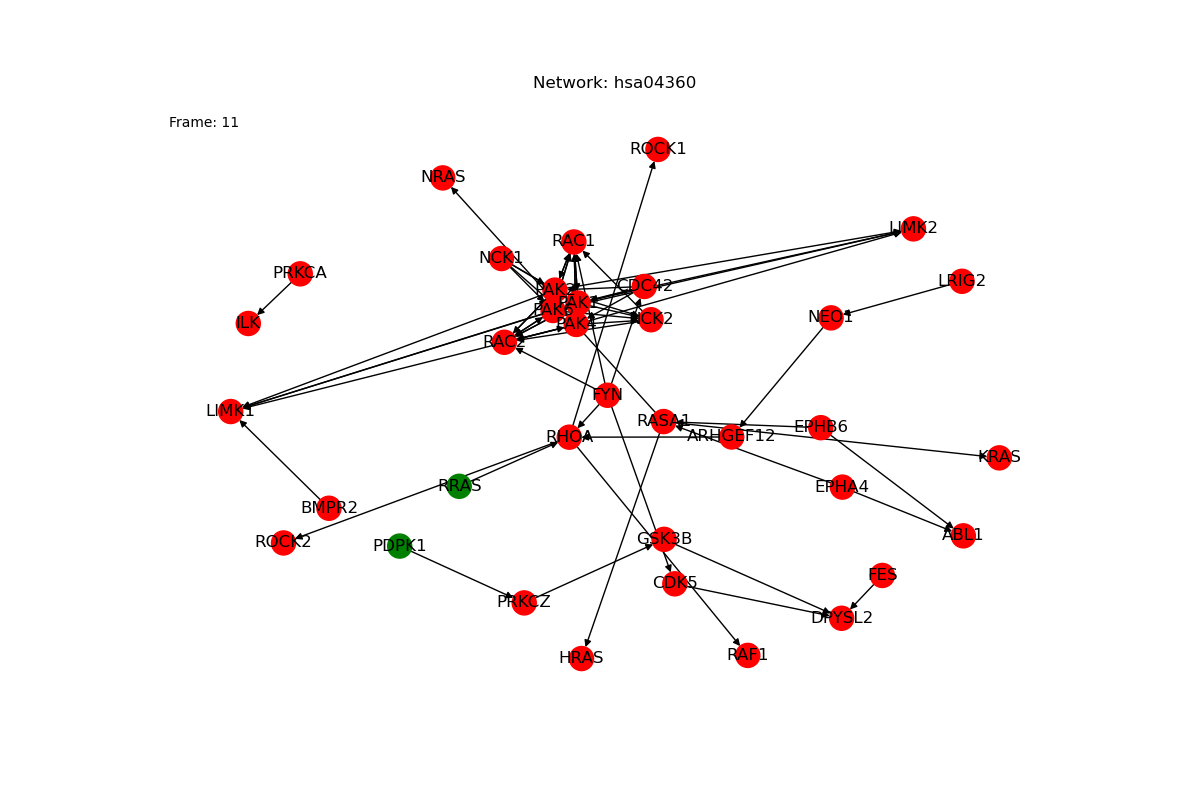 Network: hsa04360
Frame: 11
ROCK1
NRAS
LIMK2
RAC1
NCK1
PRKCA
LRIG2
CDC42
PAK2
NEO1
PAK6
ILK
PAK4
RAC2
FYN
LIMK1
RASA1
EPHB6
RHOA
ARHGEF12
KRAS
RRAS
EPHA4
BMPR2
ABL1
GSK3B
ROCK2
PDPK1
FES
CDK5
PRKCZ
DPYSL2
RAF1
HRAS